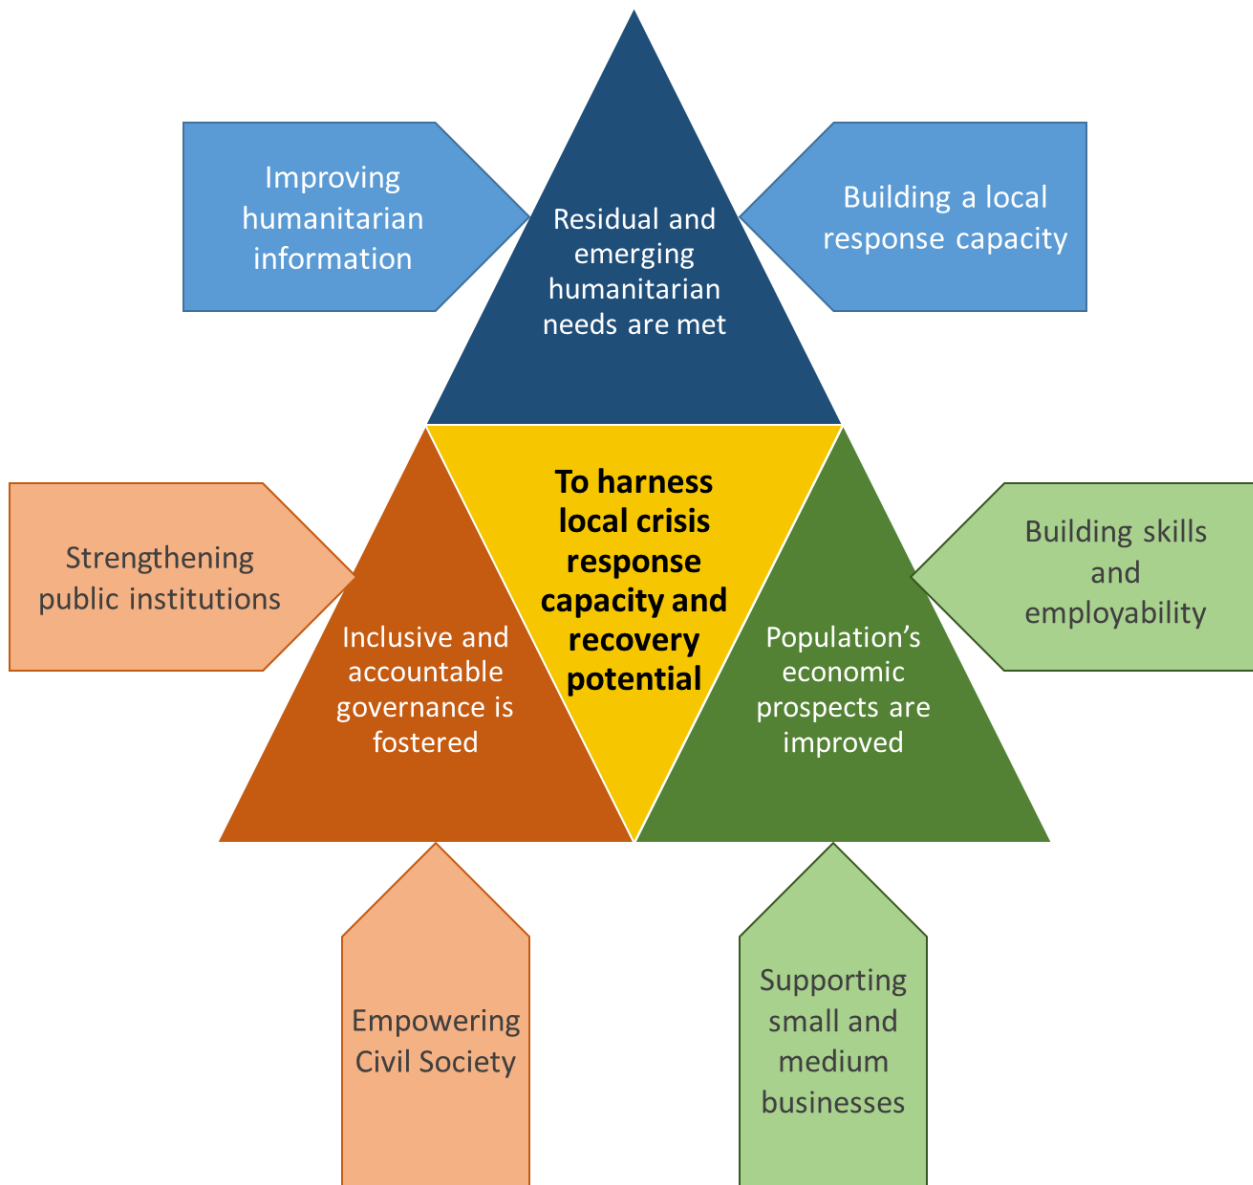 Improving
humanitarian
information
Residual and
emerging
humanitarian
needs are met
Building a local
response capacity
Strengthening
public institutions
Inclusive and
accountable
governance is
fostered
To harness
local crisis
response
capacity and
recovery
potential
Population’s
economic
prospects are
improved
Building skills
and
employability
Empowering
Civil Society
Supporting
small and
medium
businesses